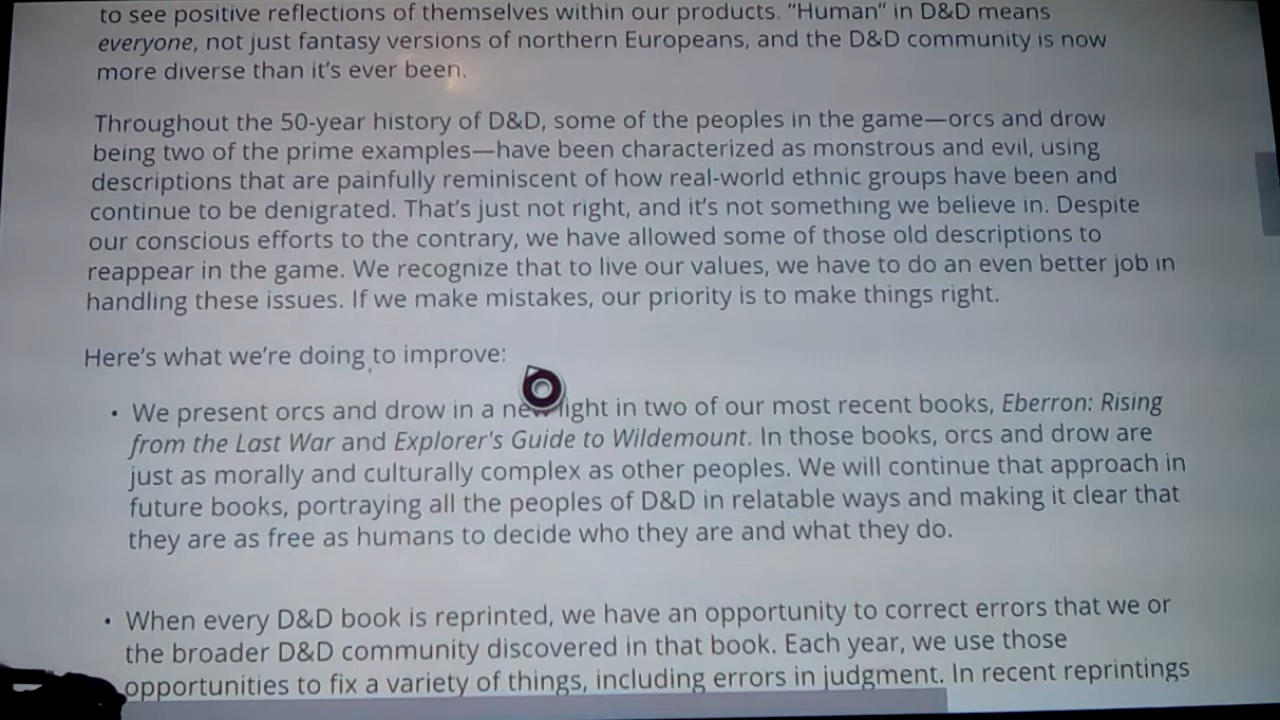 to see positive reflections of themselves within our products. "Human" in D&D means
everyone, not just fantasy versions of northern Europeans, and the D&D community is now
more diverse than it's ever been.
Throughout the 50-year history of D&D, some of the peoples in the game—orcs and drow
being two of the prime examples—have been characterized as monstrous and evil, using
descriptions that are painfully reminiscent of how real-world ethnic groups have been and
continue to be denigrated. That's just not right, and it's not something we believe in. Despite
our conscious efforts to the contrary, we have allowed some of those old descriptions to
reappear in the game. We recognize that to live our values, we have to do an even better job in
handling these issues. If we make mistakes, our priority is to make things right.
Here's what we're doing to improve:
• We present orcs and drow in a new light in two of our most recent books, Eberron: Rising
from the Last War and Explorer's Guide to Wildemount. In those books, orcs and drow are
just as morally and culturally complex as other peoples. We will continue that approach in
future books, portraying all the peoples of D&D in relatable ways and making it clear that
they are as free as humans to decide who they are and what they do.
• When every D&D book is reprinted, we have an opportunity to correct errors that we or
the broader D&D community discovered in that book. Each year, we use those
opportunities to fix a variety of things, including errors in judgment. In recent reprintings